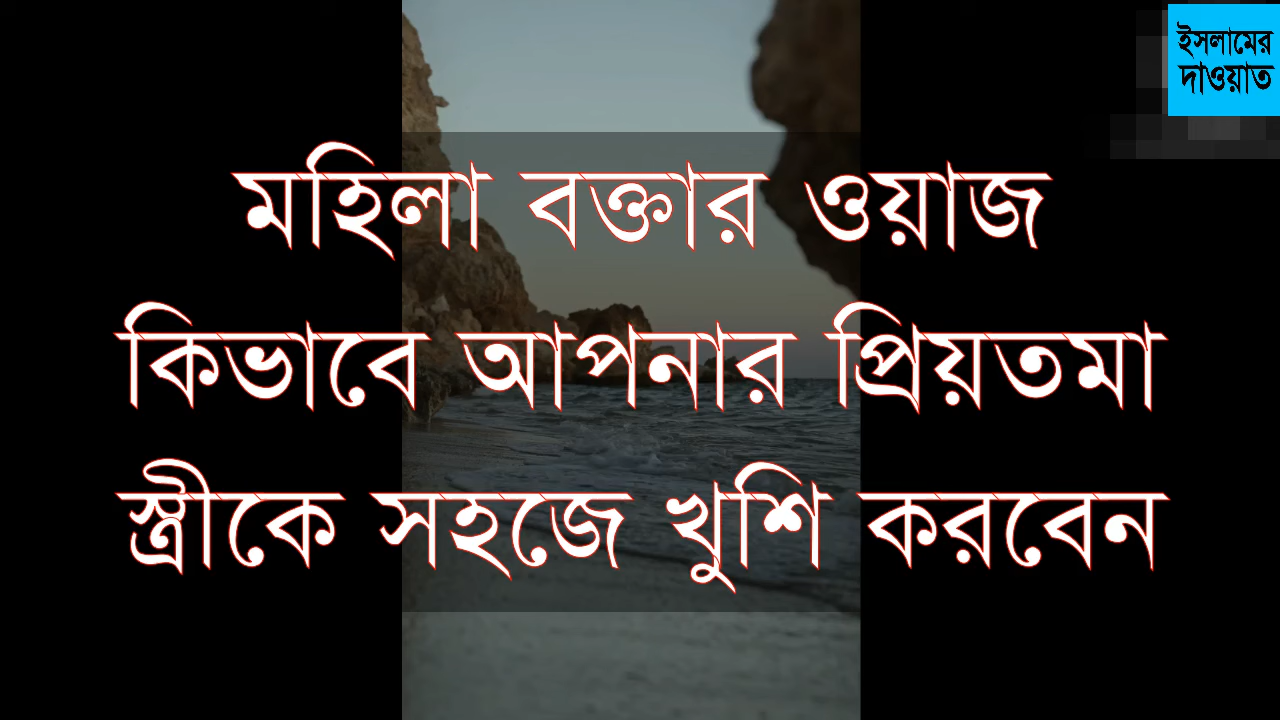 ইসলামের
দাওয়াত
মহিলা বক্তার ওয়াজ
কিভাবে আপনার প্রিয়তমা
স্ত্রীকে সহজে খুশি করবেন